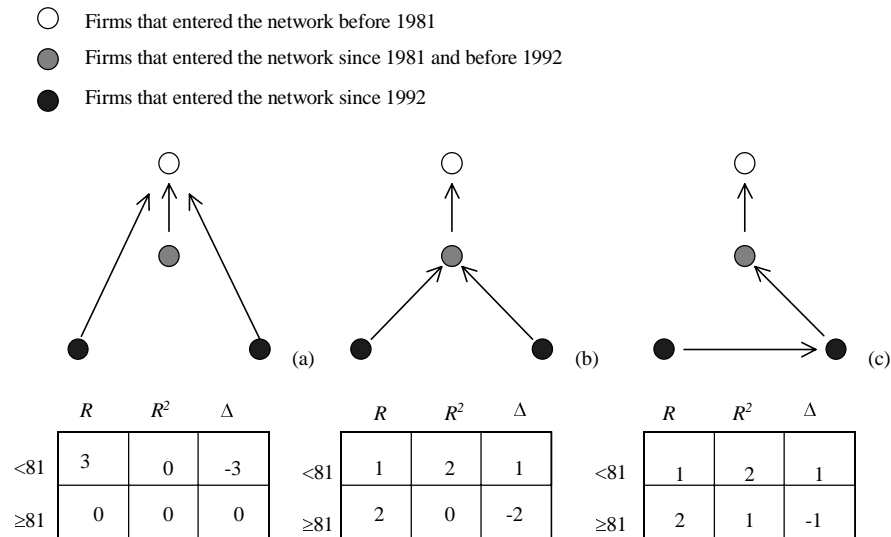 Firms that entered the network before 1981
Firms that entered the network since 1981 and before 1992
Firms that entered the network since 1992
(a) (b) (c)
R R² Δ R R² Δ R R² Δ
<81 3 0 -3 <81 1 2 1 <81 1 2 1
≥81 0 0 0 ≥81 2 0 -2 ≥81 2 1 -1